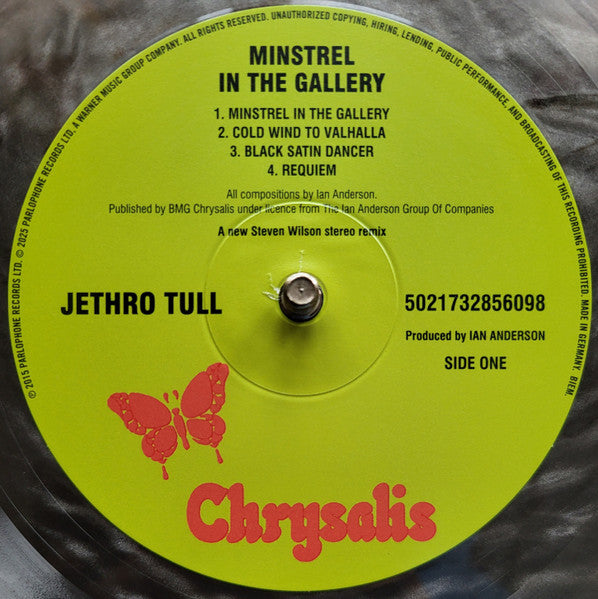 ℗ 2015 PARLOPHONE RECORDS LTD. © 2025 PARLOPHONE RECORDS LTD. A WARNER MUSIC GROUP COMPANY. ALL RIGHTS RESERVED. UNAUTHORIZED COPYING, HIRING, LENDING, PUBLIC PERFORMANCE, AND BROADCASTING OF THIS RECORDING PROHIBITED. MADE IN GERMANY. BIEM.
MINSTREL
IN THE GALLERY
1. MINSTREL IN THE GALLERY
2. COLD WIND TO VALHALLA
3. BLACK SATIN DANCER
4. REQUIEM
All compositions by Ian Anderson.
Published by BMG Chrysalis under licence from The Ian Anderson Group Of Companies
A new Steven Wilson stereo remix
JETHRO TULL
5021732856098
Produced by IAN ANDERSON
SIDE ONE
Chrysalis